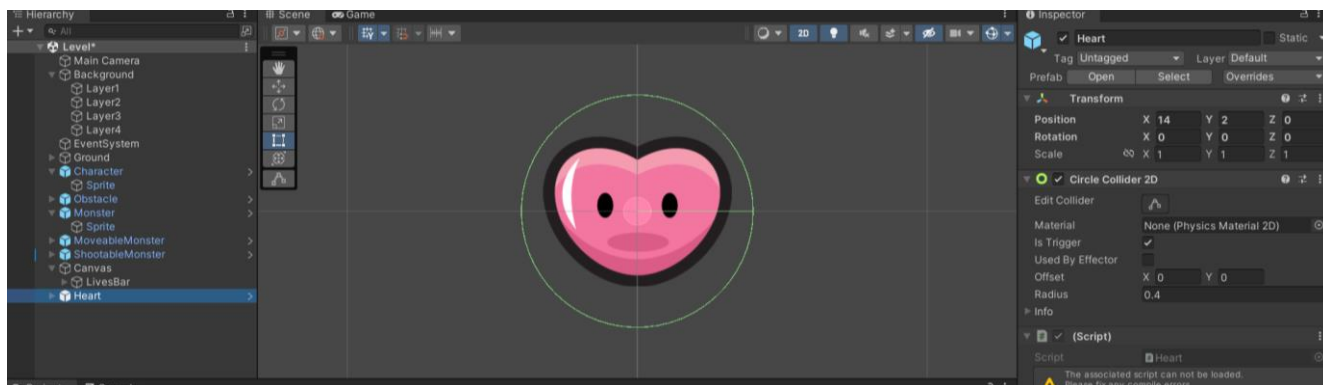 Hierarchy
All
Level*
Main Camera
Background
Layer1
Layer2
Layer3
Layer4
EventSystem
Ground
Character
Sprite
Obstacle
Monster
Sprite
MoveableMonster
ShootableMonster
Canvas
LivesBar
Heart
Scene Game
2D
Inspector
Heart Static
Tag Untagged Layer Default
Prefab Open Select Overrides
Transform
Position X 14 Y 2 Z 0
Rotation X 0 Y 0 Z 0
Scale X 1 Y 1 Z 1
Circle Collider 2D
Edit Collider
Material None (Physics Material 2D)
Is Trigger
Used By Effector
Offset X 0 Y 0
Radius 0.4
Info
(Script)
Script Heart
The associated script can not be loaded.
Please fix any compile errors